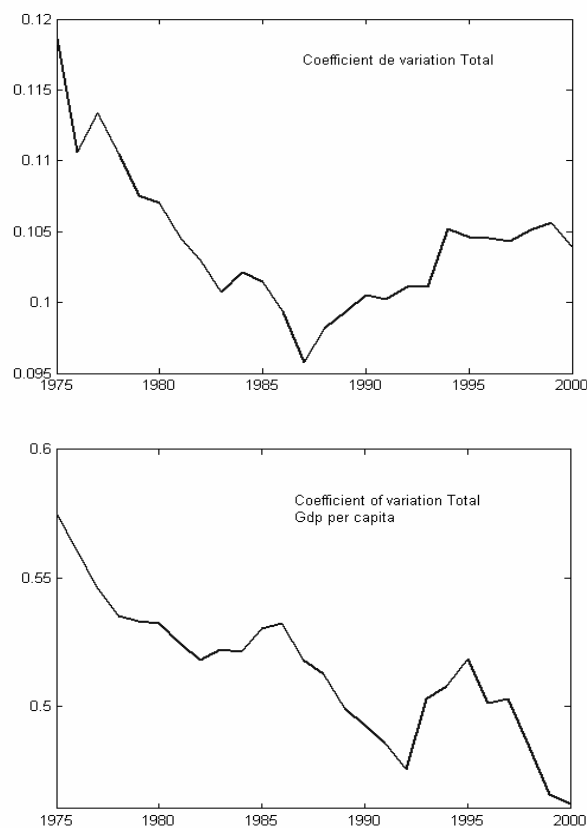 0.12
Coefficient de variation Total
0.115
0.11
0.105
0.1
0.095
1975 1980 1985 1990 1995 2000
0.6
Coefficient of variation Total
Gdp per capita
0.55
0.5
1975 1980 1985 1990 1995 2000